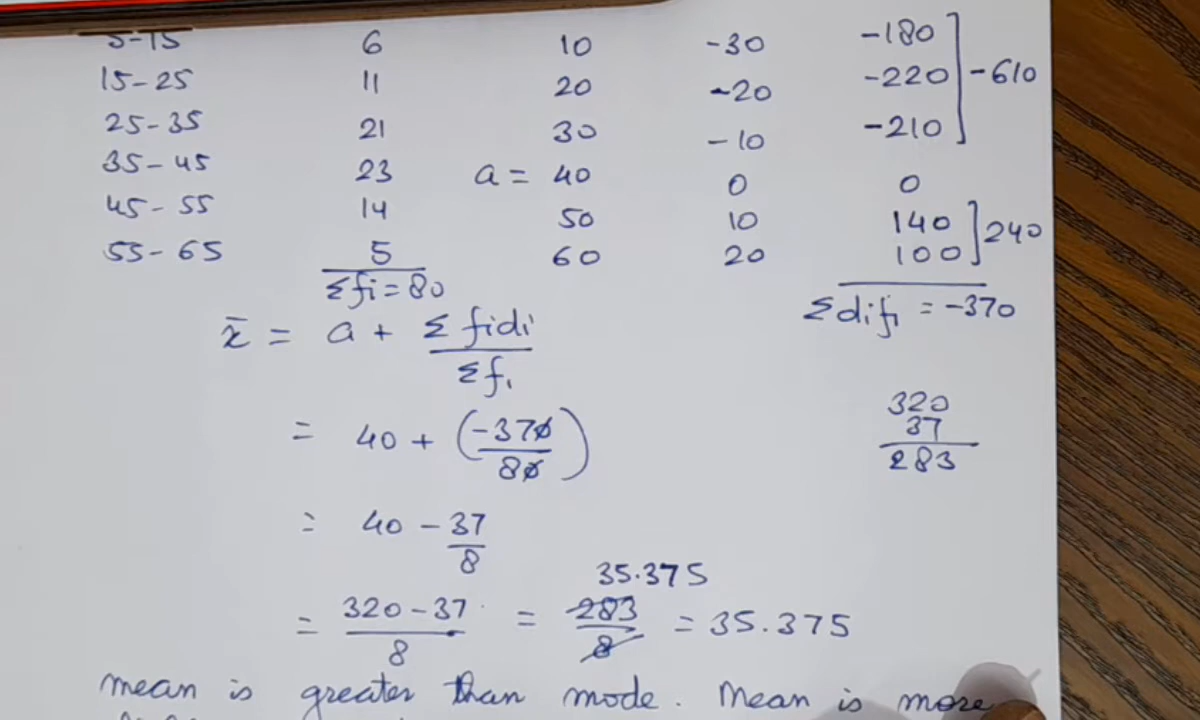 5-15 6 10 -30 -180
15-25 11 20 -20 -220 -610
25-35 21 30 -10 -210
35-45 23 a = 40 0 0
45-55 14 50 10 140 240
55-65 5 60 20 100
Σfi = 80 Σdifi = -370
x̄ = a + Σfidi / Σfi
= 40 + (-370 / 80)
320
37
283
= 40 - 37/8
35.375
= 320-37 / 8 = 283/8 = 35.375
mean is greater than mode. Mean is more